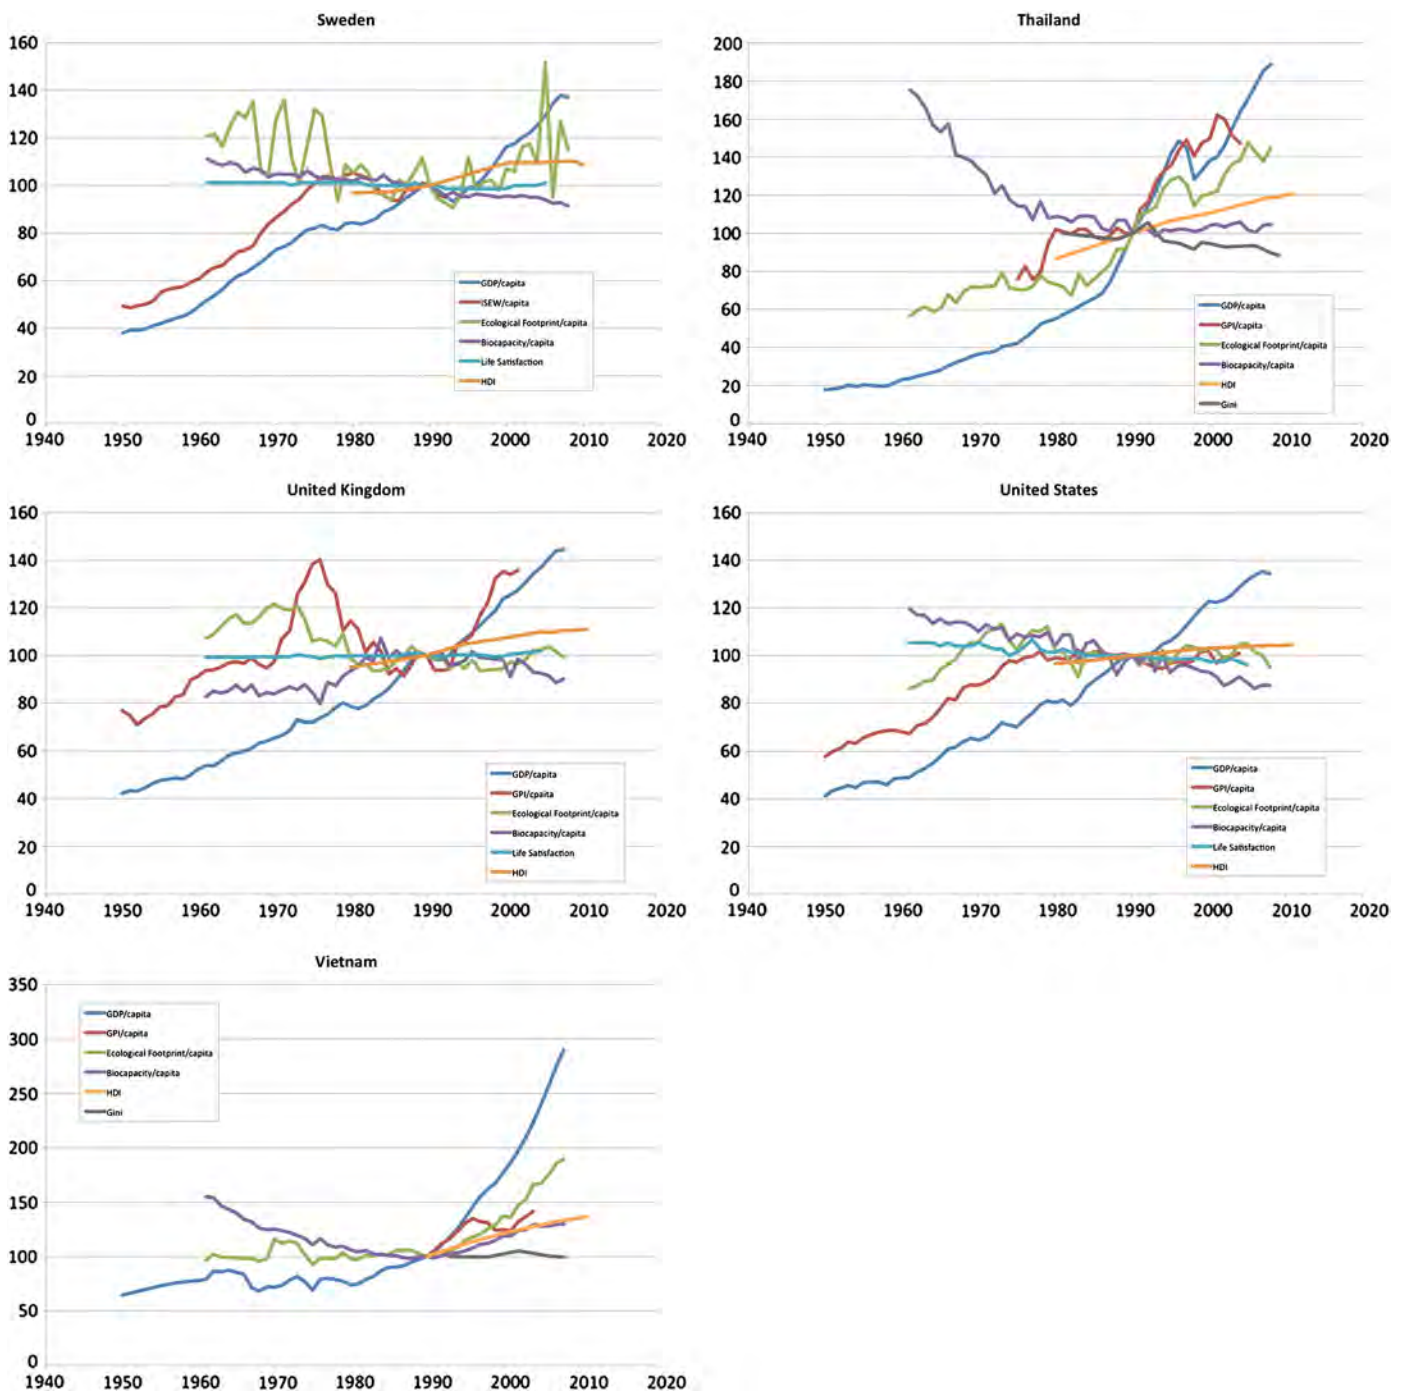 Sweden
160
140
120
100
80
60
40
20
0
1940 1950 1960 1970 1980 1990 2000 2010 2020
GDP/capita
ISEW/capita
Ecological Footprint/capita
Biocapacity/capita
Life Satisfaction
HDI
Thailand
200
180
160
140
120
100
80
60
40
20
0
1940 1950 1960 1970 1980 1990 2000 2010 2020
GDP/capita
GPI/capita
Ecological Footprint/capita
Biocapacity/capita
HDI
Gini
United Kingdom
160
140
120
100
80
60
40
20
0
1940 1950 1960 1970 1980 1990 2000 2010 2020
GDP/capita
GPI/cpaita
Ecological Footprint/capita
Biocapacity/capita
Life Satisfaction
HDI
United States
160
140
120
100
80
60
40
20
0
1940 1950 1960 1970 1980 1990 2000 2010 2020
GDP/capita
GPI/capita
Ecological Footprint/capita
Biocapacity/capita
Life Satisfaction
HDI
Vietnam
350
300
250
200
150
100
50
0
1940 1950 1960 1970 1980 1990 2000 2010 2020
GDP/capita
GPI/capita
Ecological Footprint/capita
Biocapacity/capita
HDI
Gini